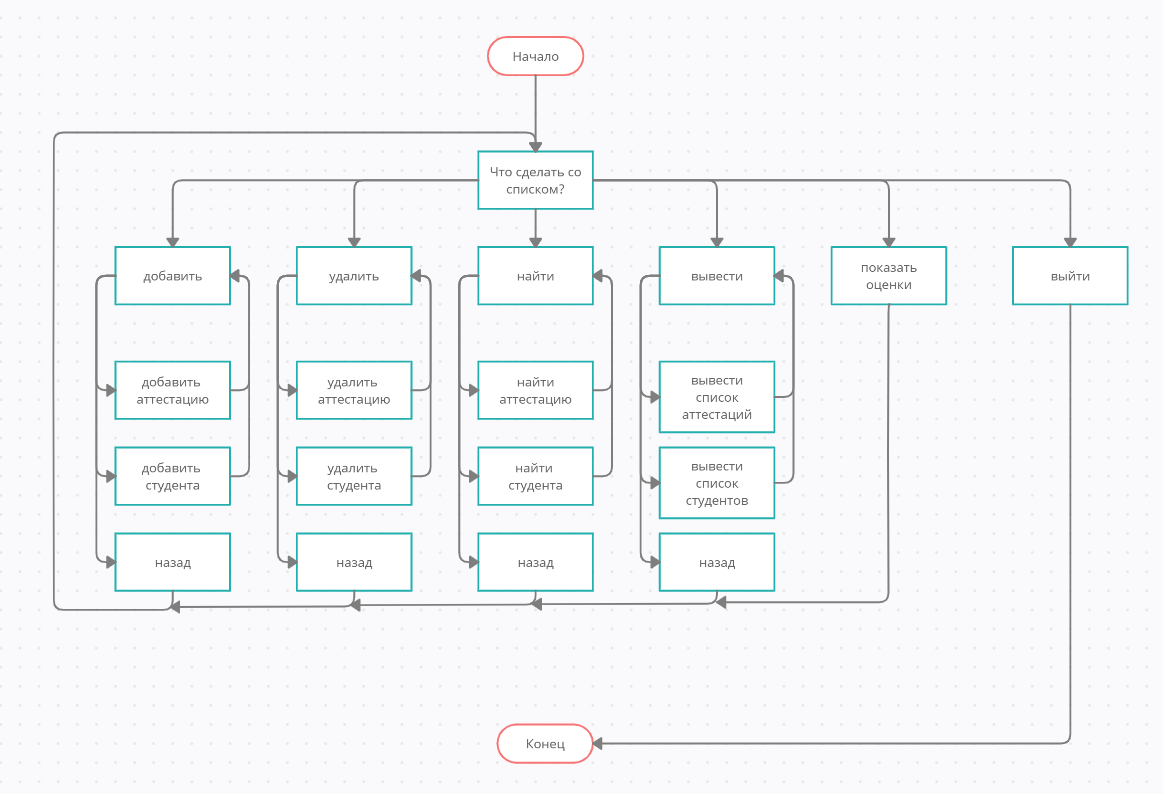 Начало
Что сделать со
списком?
добавить
удалить
найти
вывести
показать
оценки
выйти
добавить
аттестацию
удалить
аттестацию
найти
аттестацию
вывести
список
аттестаций
добавить
студента
удалить
студента
найти
студента
вывести
список
студентов
назад
назад
назад
назад
Конец